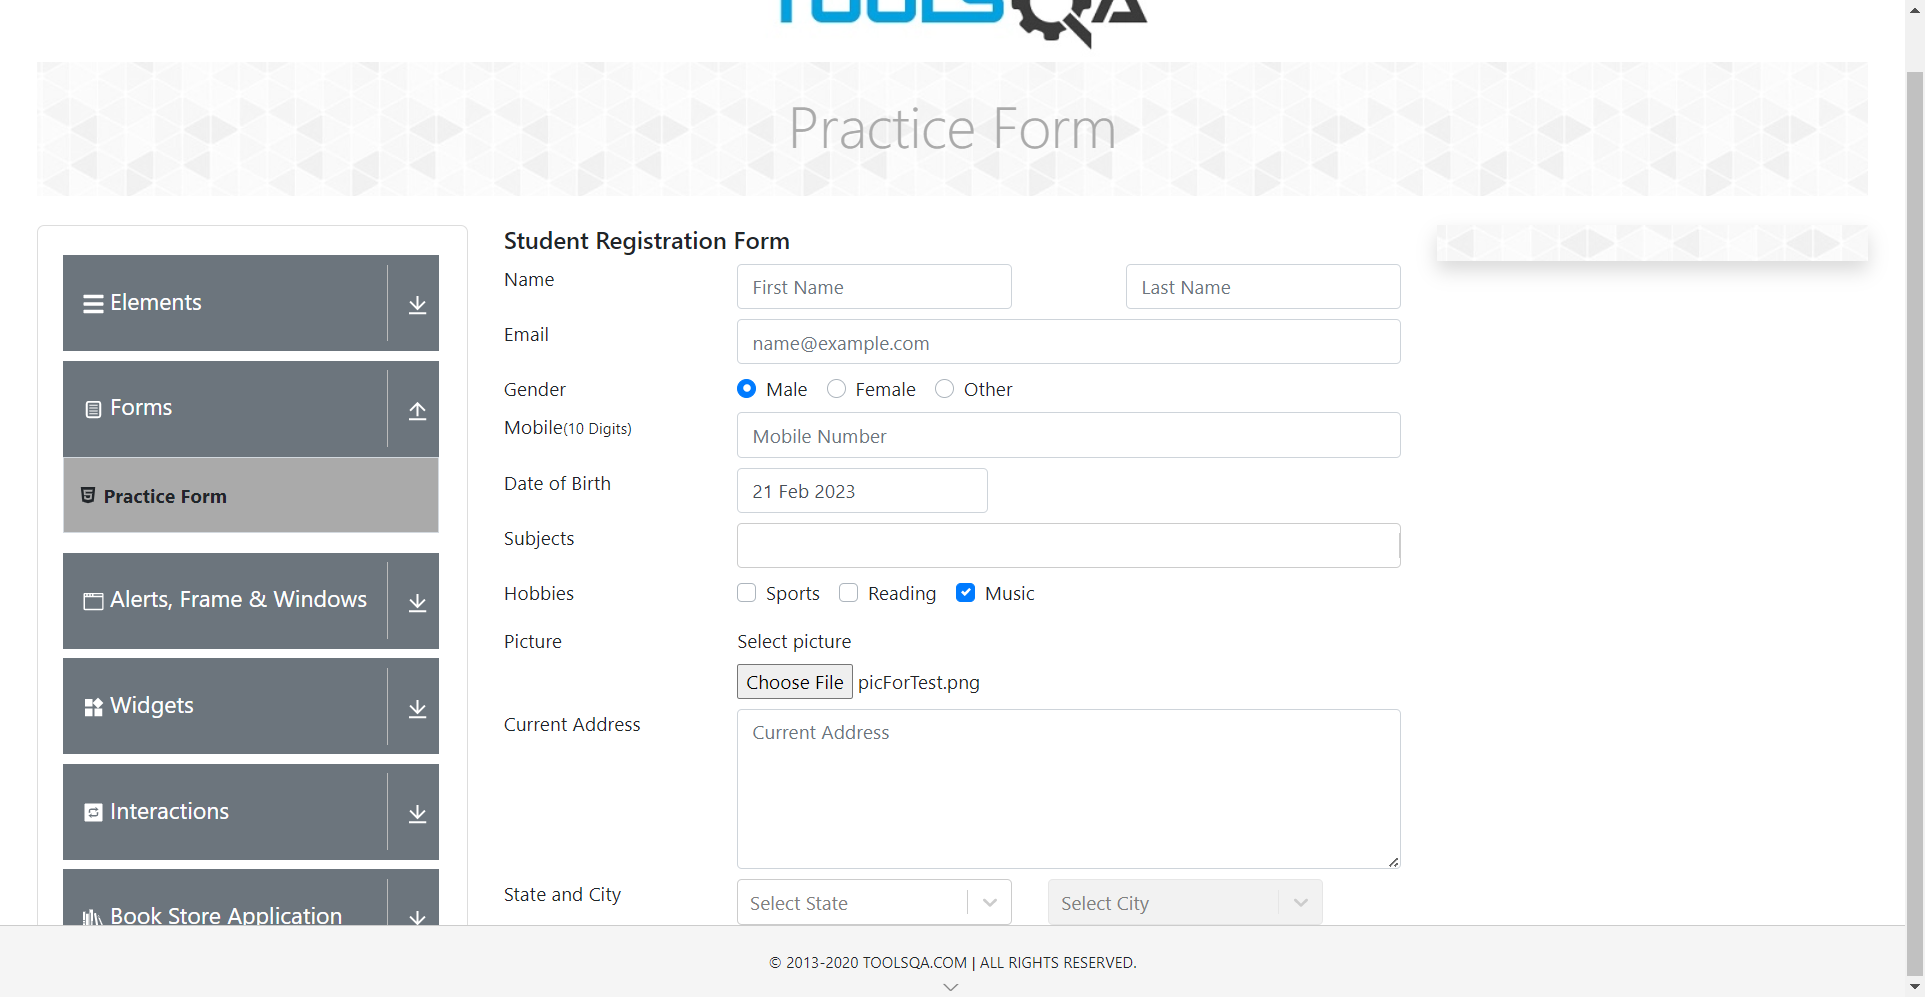 TOOLSQA
Practice Form
Elements
Forms
Practice Form
Alerts, Frame & Windows
Widgets
Interactions
Book Store Application
Student Registration Form
Name
First Name
Last Name
Email
name@example.com
Gender
Male
Female
Other
Mobile(10 Digits)
Mobile Number
Date of Birth
21 Feb 2023
Subjects
Hobbies
Sports
Reading
Music
Picture
Select picture
Choose File
picForTest.png
Current Address
Current Address
State and City
Select State
Select City
© 2013-2020 TOOLSQA.COM | ALL RIGHTS RESERVED.